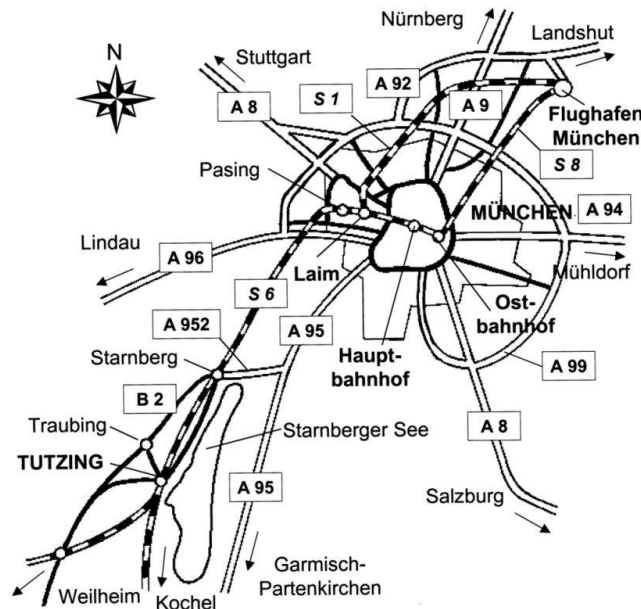 Nürnberg
Landshut
N
Stuttgart
A 92
S 1
A 9
A 8
Flughafen
München
S 8
Pasing
MÜNCHEN
A 94
Lindau
A 96
Laim
Mühldorf
S 6
Ost-
bahnhof
A 952
A 95
Haupt-
bahnhof
Starnberg
A 99
B 2
Traubing
Starnberger See
A 8
TUTZING
A 95
Salzburg
Garmisch-
Partenkirchen
Weilheim
Kochel